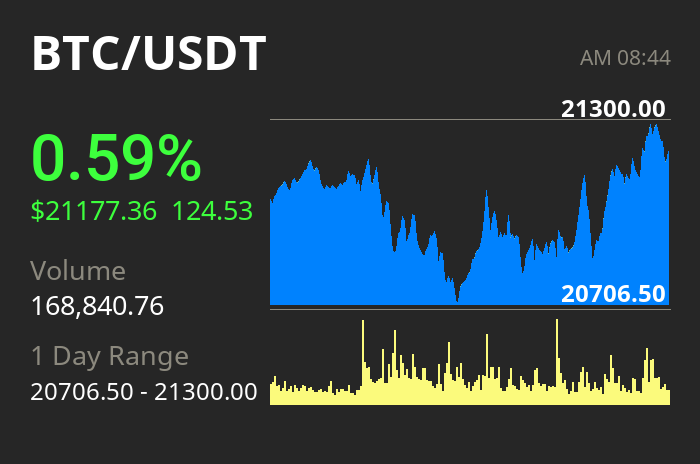 BTC/USDT
AM 08:44
21300.00
0.59%
$21177.36 124.53
Volume
168,840.76
20706.50
1 Day Range
20706.50 - 21300.00